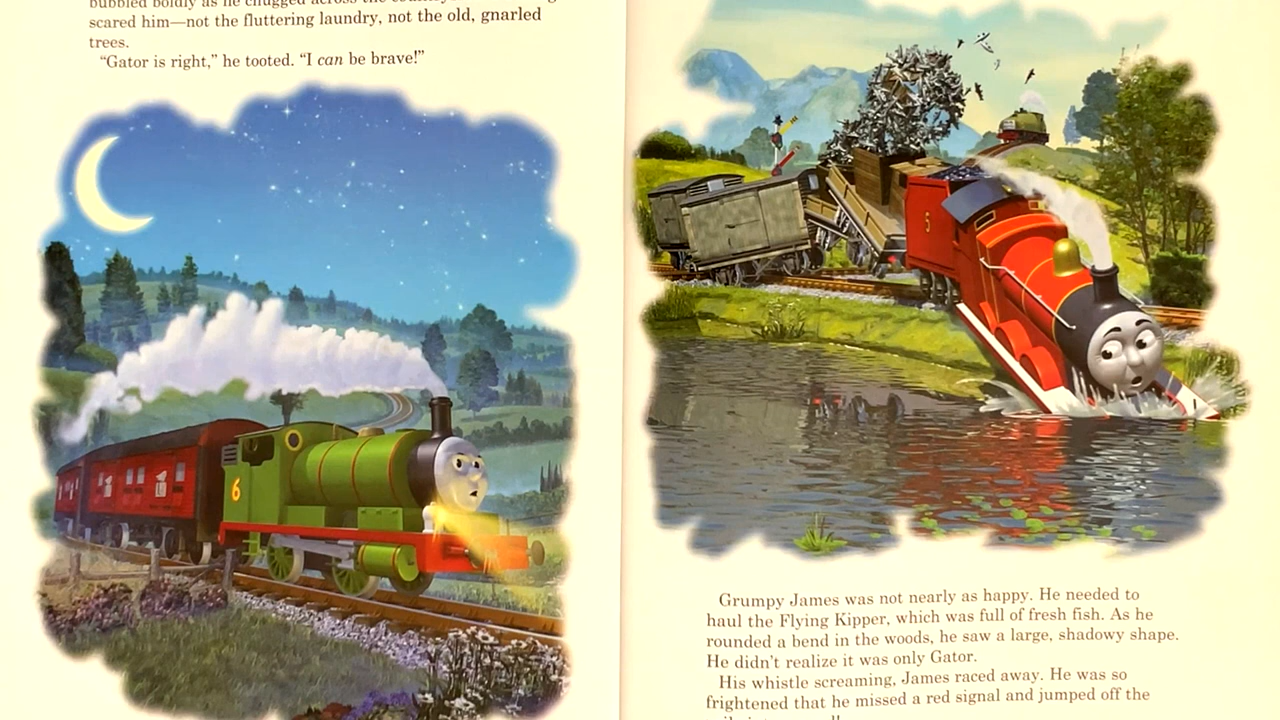 bubbled boldly as he chugged across the
scared him—not the fluttering laundry, not the old, gnarled
trees.
“Gator is right,” he tooted. “I can be brave!”
6
5
Grumpy James was not nearly as happy. He needed to
haul the Flying Kipper, which was full of fresh fish. As he
rounded a bend in the woods, he saw a large, shadowy shape.
He didn’t realize it was only Gator.
His whistle screaming, James raced away. He was so
frightened that he missed a red signal and jumped off the